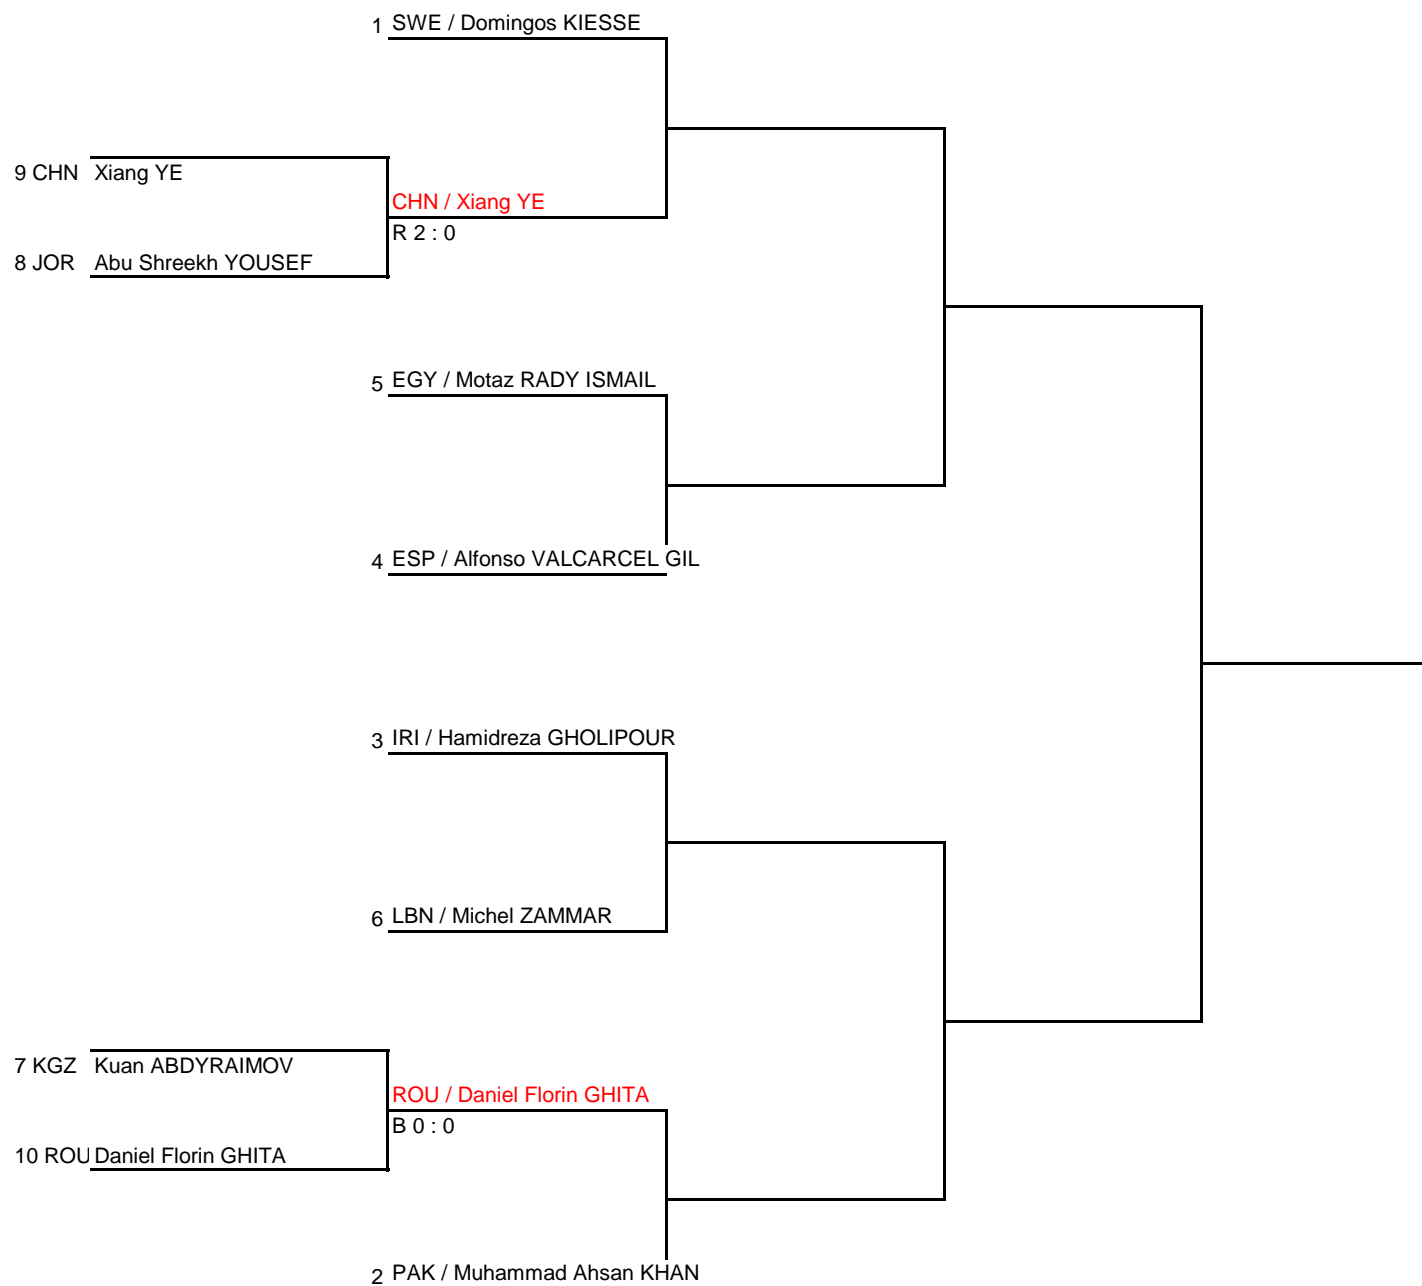 1 SWE / Domingos KIESSE
9 CHN Xiang YE
CHN / Xiang YE
R 2 : 0
8 JOR Abu Shreekh YOUSEF
5 EGY / Motaz RADY ISMAIL
4 ESP / Alfonso VALCARCEL GIL
3 IRI / Hamidreza GHOLIPOUR
6 LBN / Michel ZAMMAR
7 KGZ Kuan ABDYRAIMOV
ROU / Daniel Florin GHITA
B 0 : 0
10 ROU Daniel Florin GHITA
2 PAK / Muhammad Ahsan KHAN